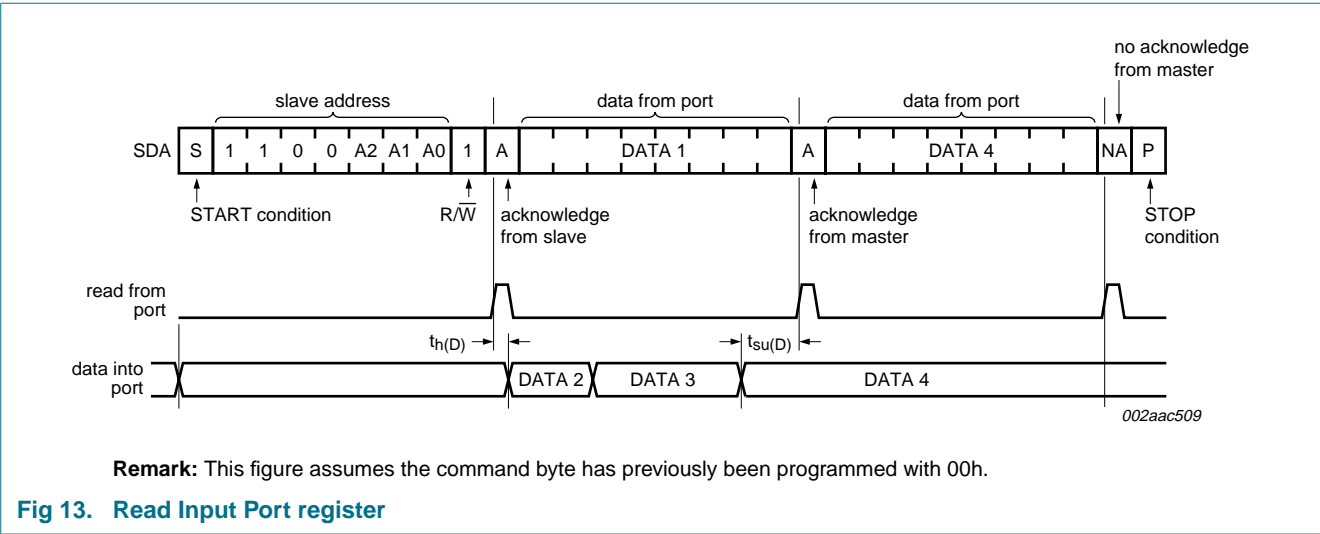 no acknowledge
from master
slave address
data from port
data from port
SDA S 1 1 0 0 A2 A1 A0 1 A DATA 1 A DATA 4 NA P
START condition
R/W̅
acknowledge
from slave
acknowledge
from master
STOP
condition
read from
port
th(D)
tsu(D)
data into
port
DATA 2 DATA 3 DATA 4
002aac509
Remark: This figure assumes the command byte has previously been programmed with 00h.
Fig 13. Read Input Port register